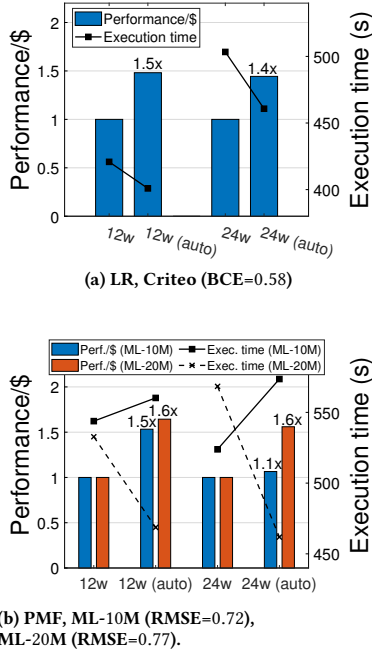 Performance/$
Execution time
2
1.5
1
0.5
0
Performance/$
500
450
400
Execution time (s)
1.5x
1.4x
12w
12w (auto)
24w
24w (auto)
(a) LR, Criteo (BCE=0.58)
Perf./$ (ML-10M)
Exec. time (ML-10M)
Perf./$ (ML-20M)
Exec. time (ML-20M)
2
1.5
1
0.5
0
Performance/$
550
500
450
Execution time (s)
1.5x
1.6x
1.1x
1.6x
12w
12w (auto)
24w
24w (auto)
(b) PMF, ML-10M (RMSE=0.72),
ML-20M (RMSE=0.77).